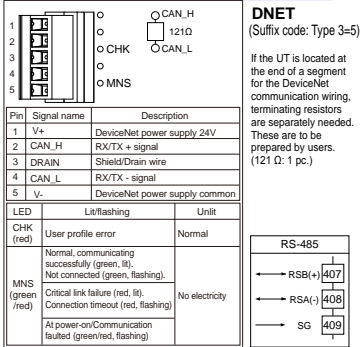 1
2
3
4
5
CHK
MNS
CAN_H
121Ω
CAN_L
Pin Signal name Description
1 V+ DeviceNet power supply 24V
2 CAN_H RX/TX + signal
3 DRAIN Shield/Drain wire
4 CAN_L RX/TX - signal
5 V- DeviceNet power supply common
LED Lit/flashing Unlit
CHK
(red)
User profile error Normal
MNS
(green
/red)
Normal, communicating
successfully (green, lit).
Not connected (green, flashing).
Critical link failure (red, lit).
Connection timeout (red, flashing)
At power-on/Communication
faulted (green/red, flashing)
No electricity
DNET
(Suffix code: Type 3=5)
If the UT is located at
the end of a segment
for the DeviceNet
communication wiring,
terminating resistors
are separately needed.
These are to be
prepared by users.
(121 Ω: 1 pc.)
RS-485
RSB(+) 407
RSA(-) 408
SG 409